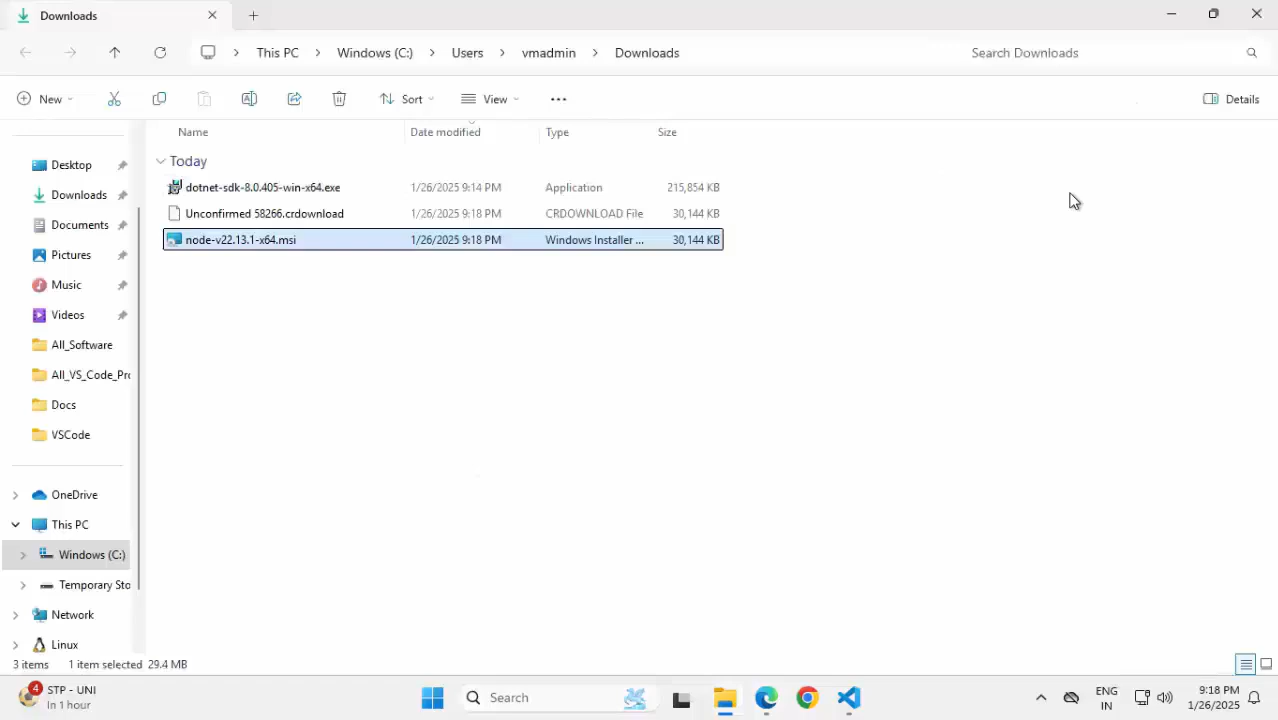 Downloads
This PC > Windows (C:) > Users > vmadmin > Downloads
Search Downloads
New
Sort
View
Details
Name Date modified Type Size
Today
dotnet-sdk-8.0.405-win-x64.exe 1/26/2025 9:14 PM Application 215,854 KB
Unconfirmed 58266.crdownload 1/26/2025 9:18 PM CRDOWNLOAD File 30,144 KB
node-v22.13.1-x64.msi 1/26/2025 9:18 PM Windows Installer ... 30,144 KB
Desktop
Downloads
Documents
Pictures
Music
Videos
All_Software
All_VS_Code_Pro
Docs
VSCode
OneDrive
This PC
Windows (C:)
Temporary Sto
Network
Linux
3 items 1 item selected 29.4 MB
4
STP - UNI
In 1 hour
Search
ENG
IN
9:18 PM
1/26/2025